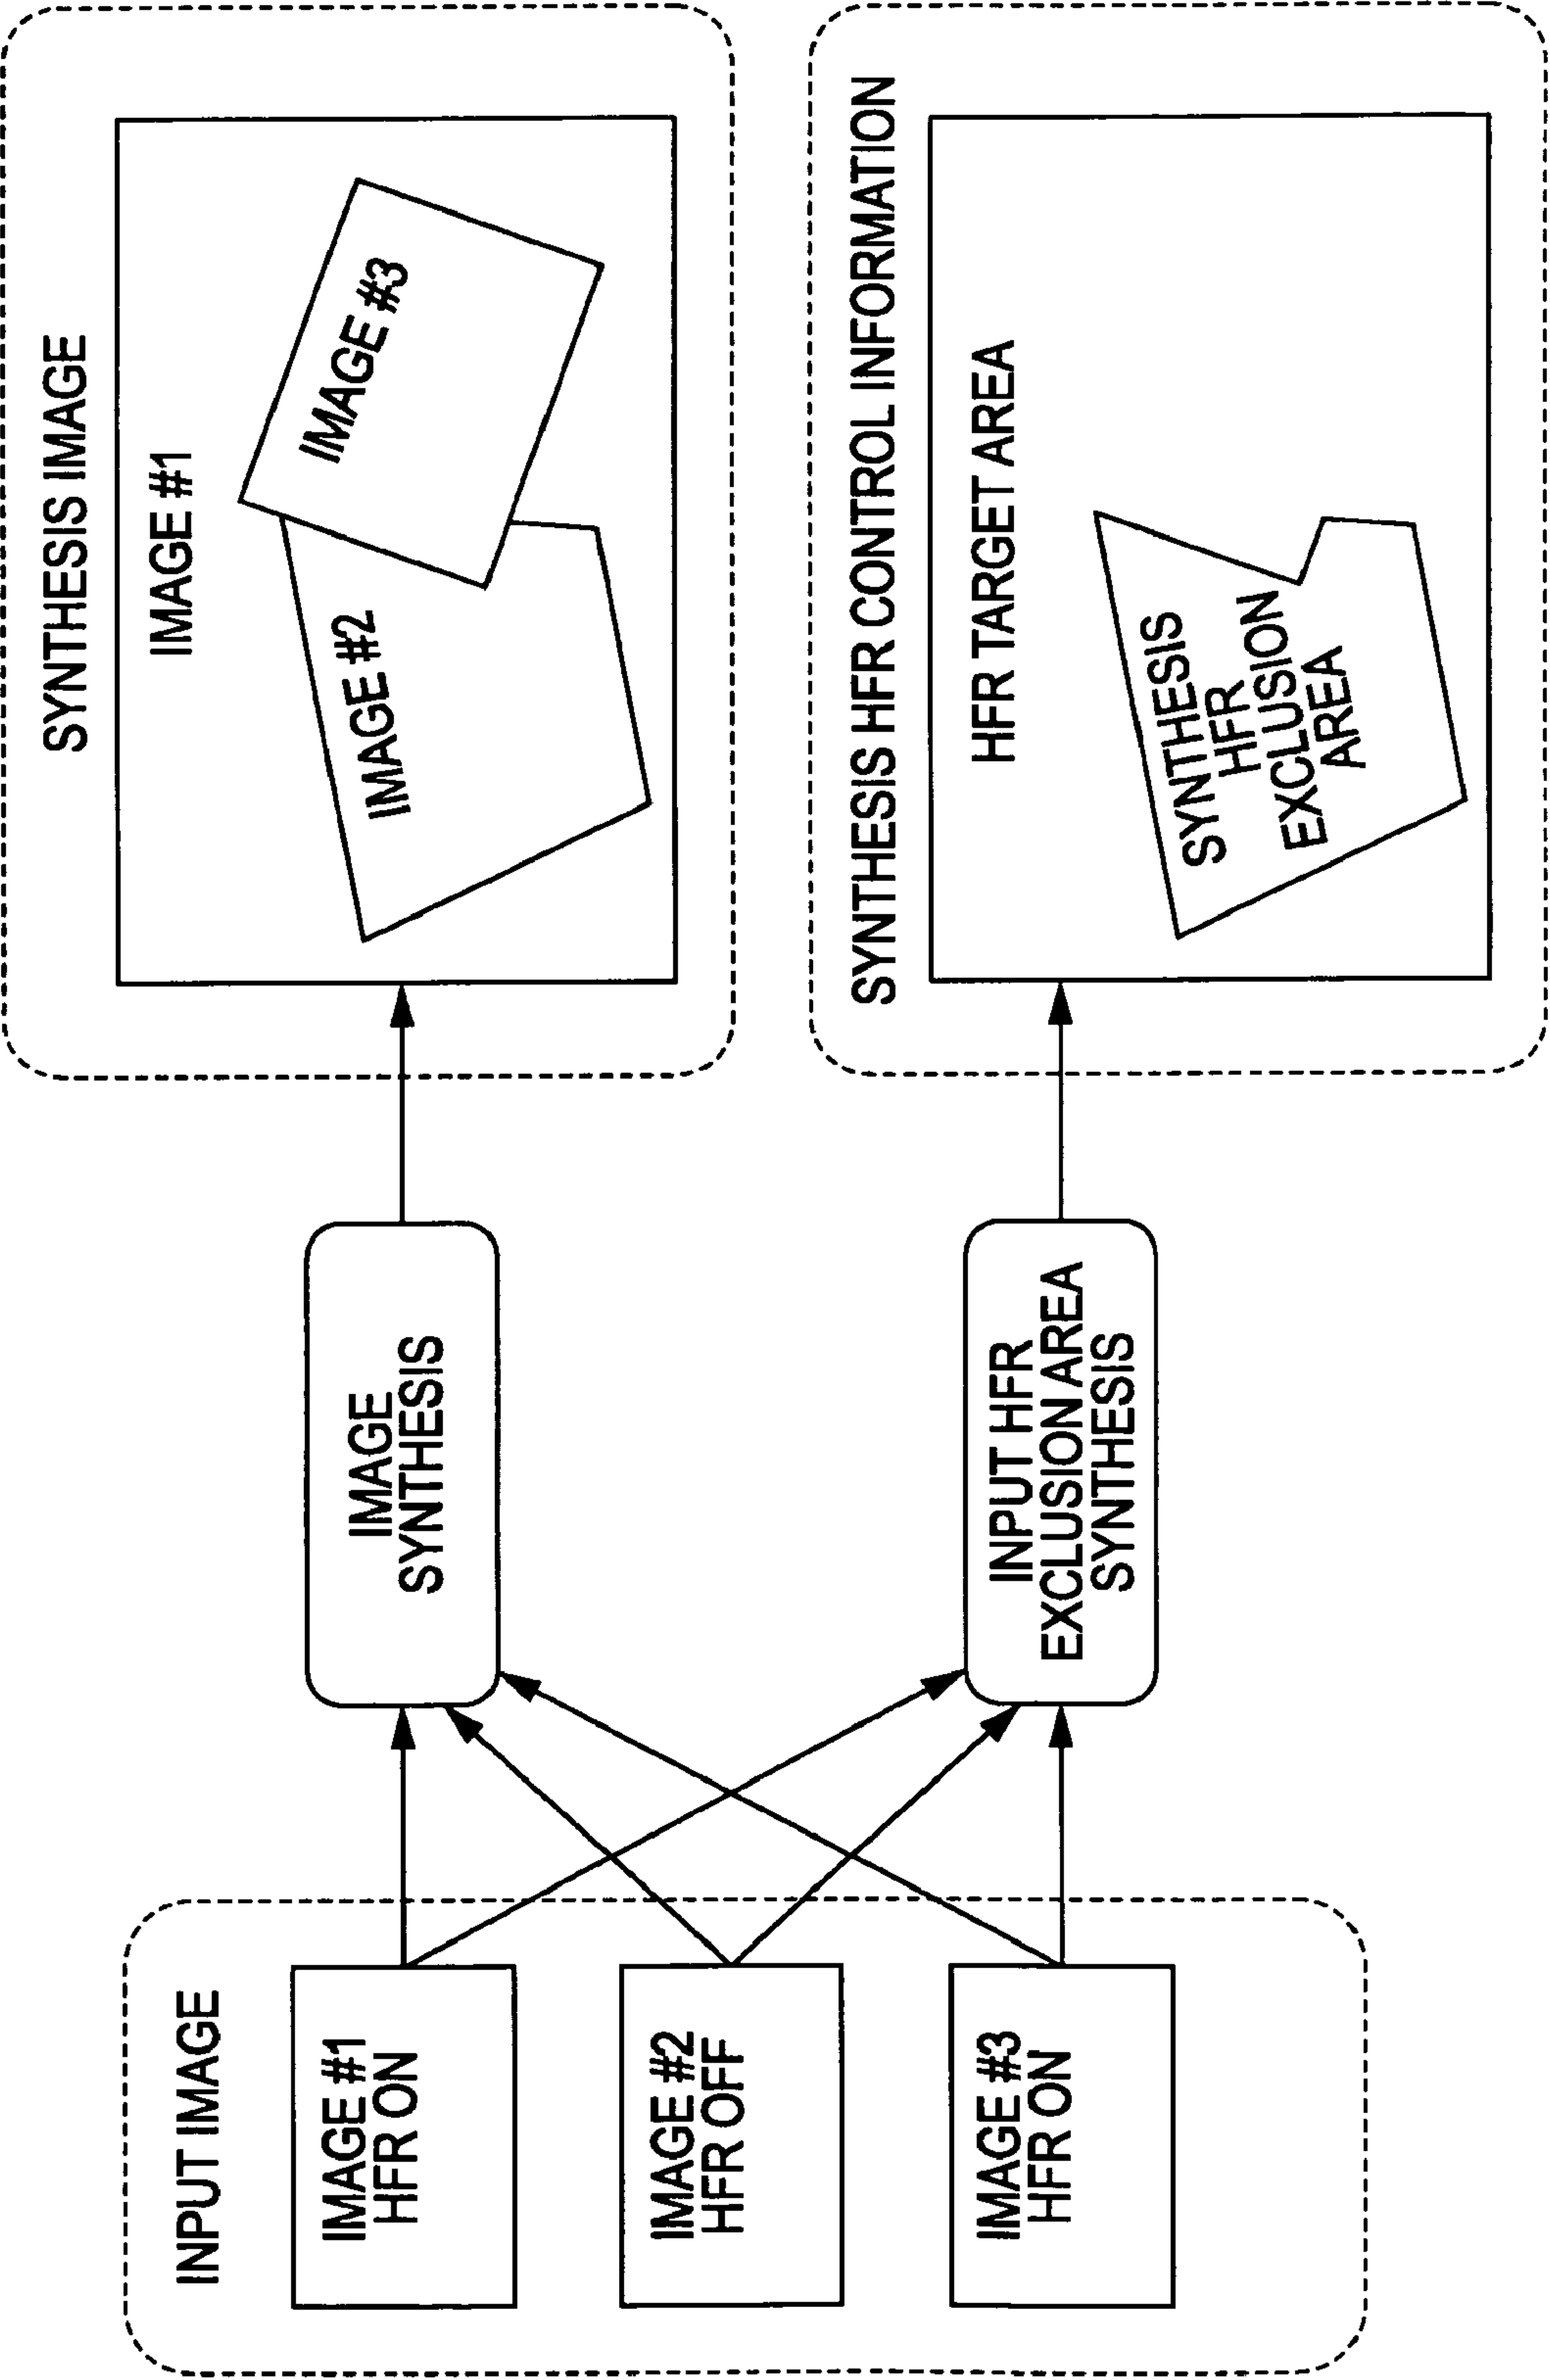 INPUT IMAGE
IMAGE #1
HFR ON
IMAGE #2
HFR OFF
IMAGE #3
HFR ON
IMAGE
SYNTHESIS
INPUT HFR
EXCLUSION AREA
SYNTHESIS
SYNTHESIS IMAGE
IMAGE #1
IMAGE #2
IMAGE #3
SYNTHESIS HFR CONTROL INFORMATION
HFR TARGET AREA
SYNTHESIS
HFR
EXCLUSION
AREA